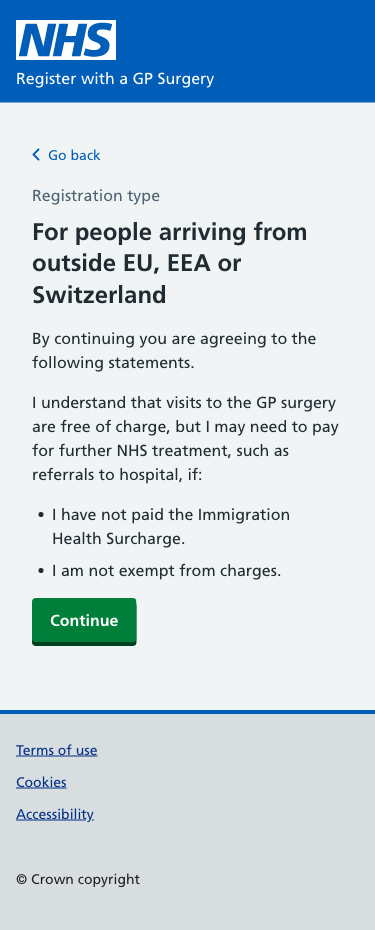 NHS
Register with a GP Surgery
Go back
Registration type
For people arriving from
outside EU, EEA or
Switzerland
By continuing you are agreeing to the
following statements.
I understand that visits to the GP surgery
are free of charge, but I may need to pay
for further NHS treatment, such as
referrals to hospital, if:
• I have not paid the Immigration
Health Surcharge.
• I am not exempt from charges.
Continue
Terms of use
Cookies
Accessibility
© Crown copyright